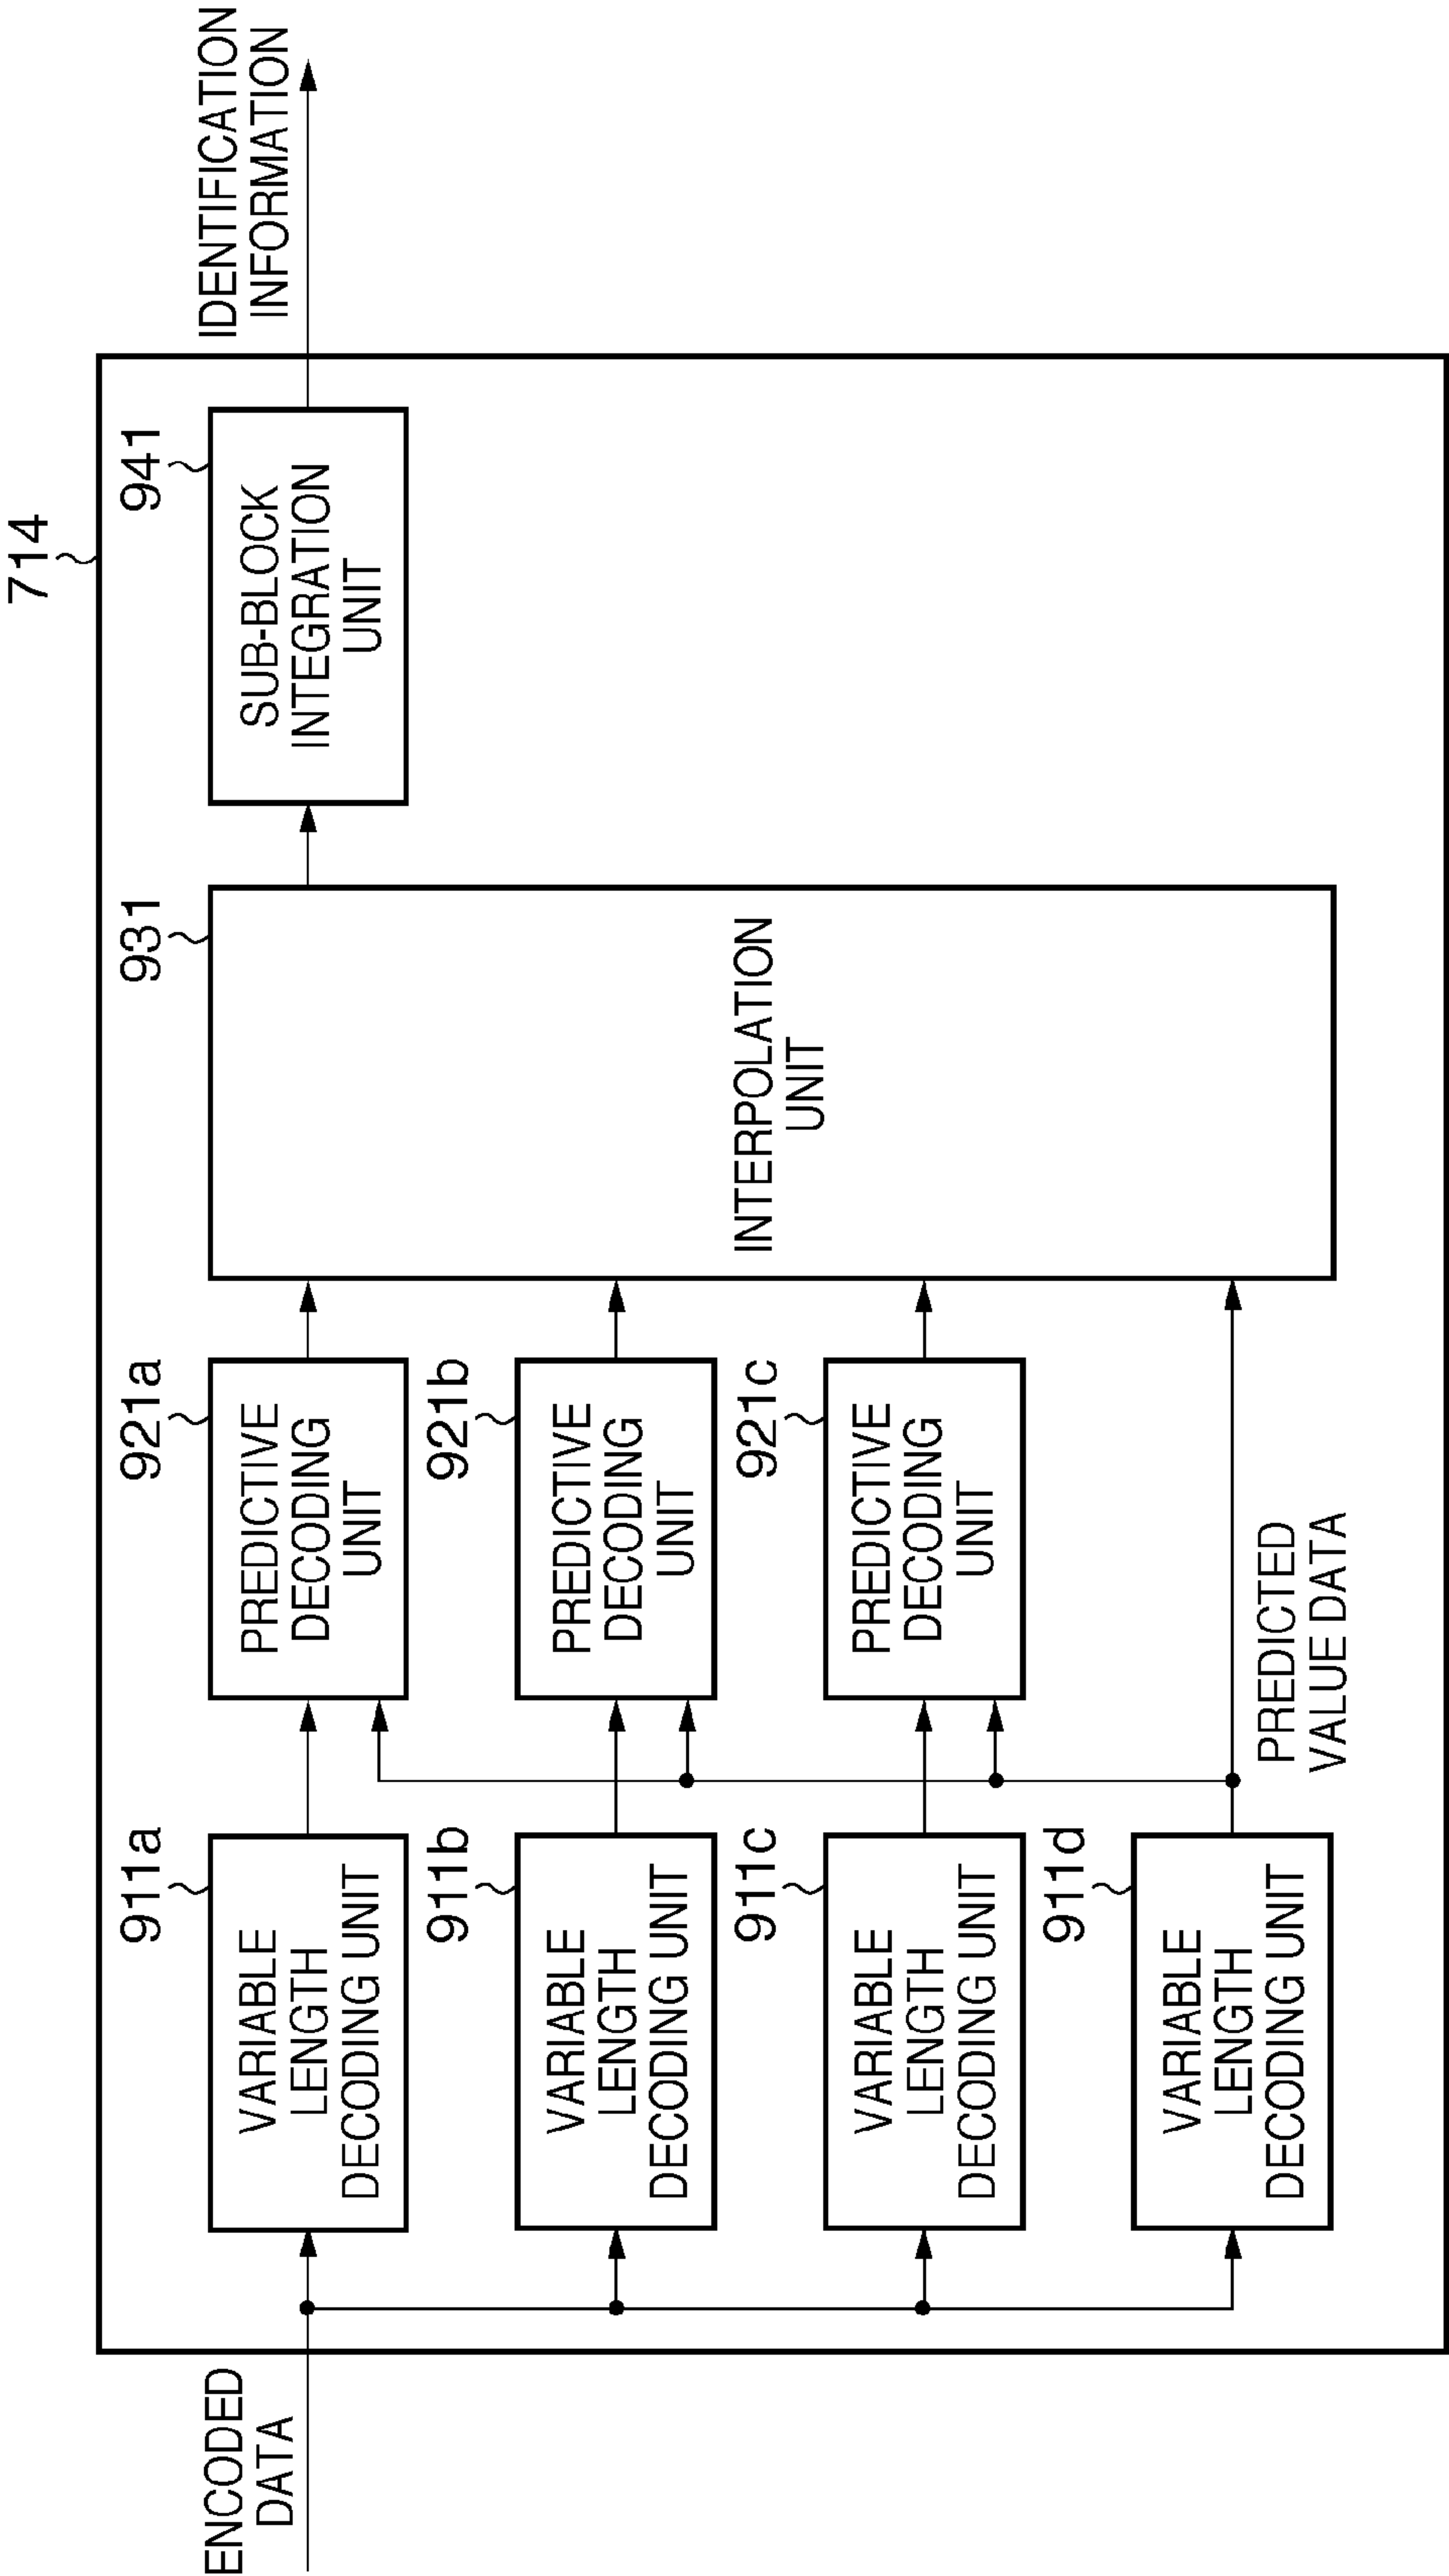 714
ENCODED
DATA
911a
VARIABLE
LENGTH
DECODING UNIT
921a
PREDICTIVE
DECODING
UNIT
931
INTERPOLATION
UNIT
941
SUB-BLOCK
INTEGRATION
UNIT
IDENTIFICATION
INFORMATION
911b
VARIABLE
LENGTH
DECODING UNIT
921b
PREDICTIVE
DECODING
UNIT
911c
VARIABLE
LENGTH
DECODING UNIT
921c
PREDICTIVE
DECODING
UNIT
911d
VARIABLE
LENGTH
DECODING UNIT
PREDICTED
VALUE DATA